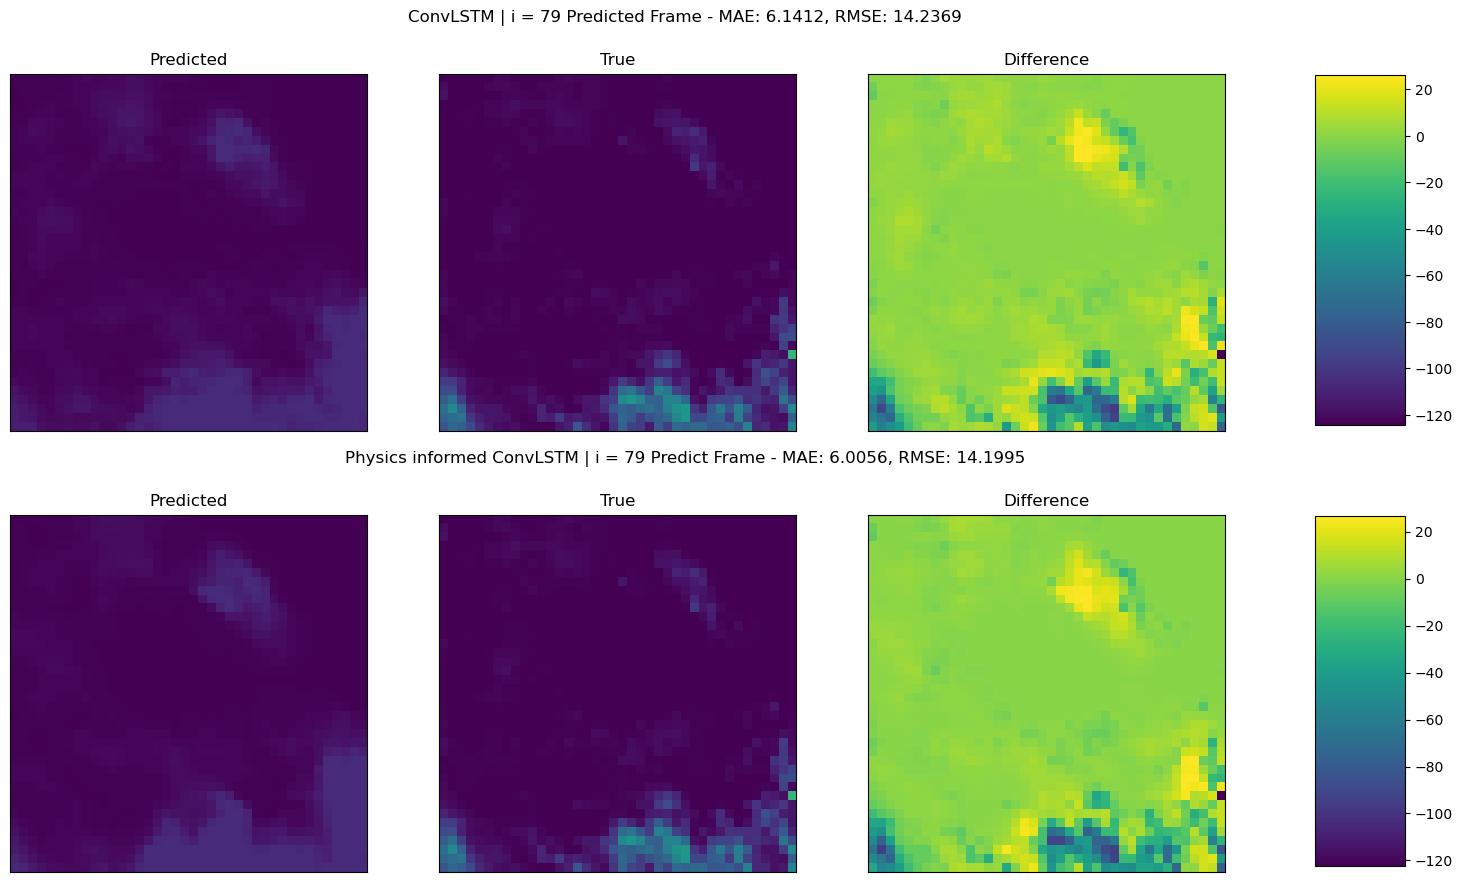 ConvLSTM | i = 79 Predicted Frame - MAE: 6.1412, RMSE: 14.2369
Predicted
True
Difference
20
0
−20
−40
−60
−80
−100
−120
Physics informed ConvLSTM | i = 79 Predict Frame - MAE: 6.0056, RMSE: 14.1995
Predicted
True
Difference
20
0
−20
−40
−60
−80
−100
−120